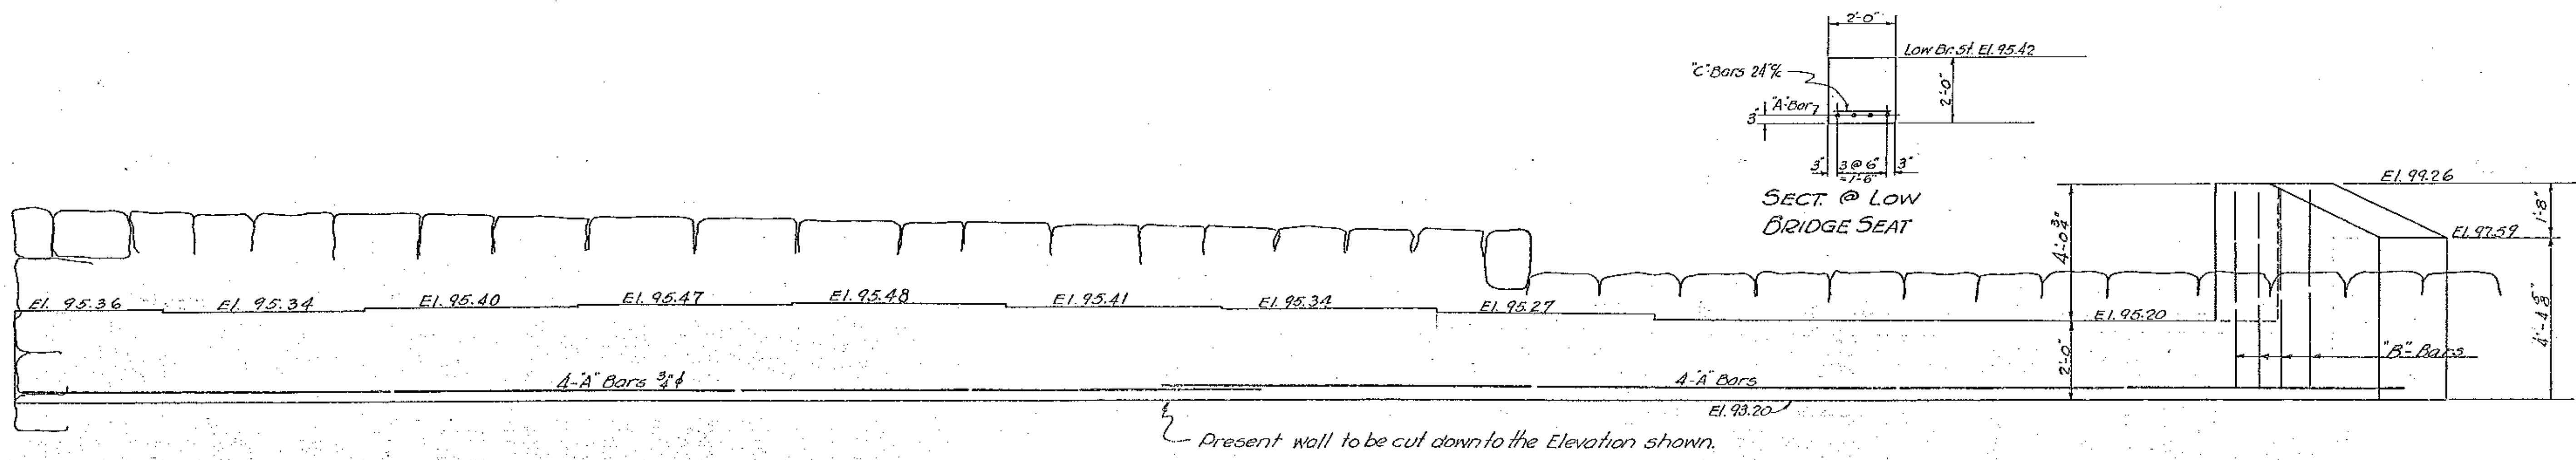 2'-0"
Low Br. St. El. 95.42
"C" Bars 24" c/c
2'-0"
"A" Bar
3"
3" 3 @ 6" 3"
=1'-6"
SECT. @ LOW
BRIDGE SEAT
El. 99.26
1'-8"
4'-0 3/4"
El. 97.59
El. 95.36 El. 95.34 El. 95.40 El. 95.47 El. 95.48 El. 95.41 El. 95.34 El. 95.27 El. 95.20
4'-4 5/8"
2'-0"
"B" Bars
4-"A" Bars 3/4" ϕ
4-"A" Bars
El. 93.20
Present wall to be cut down to the Elevation shown.